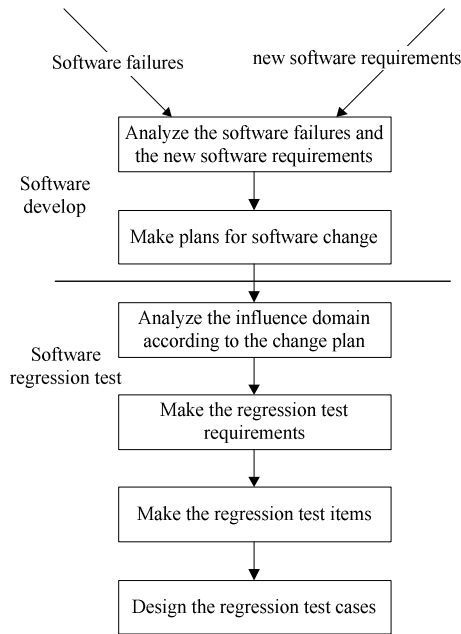 Software failures
new software requirements
Analyze the software failures and
the new software requirements
Software
develop
Make plans for software change
Analyze the influence domain
according to the change plan
Software
regression test
Make the regression test
requirements
Make the regression test items
Design the regression test cases